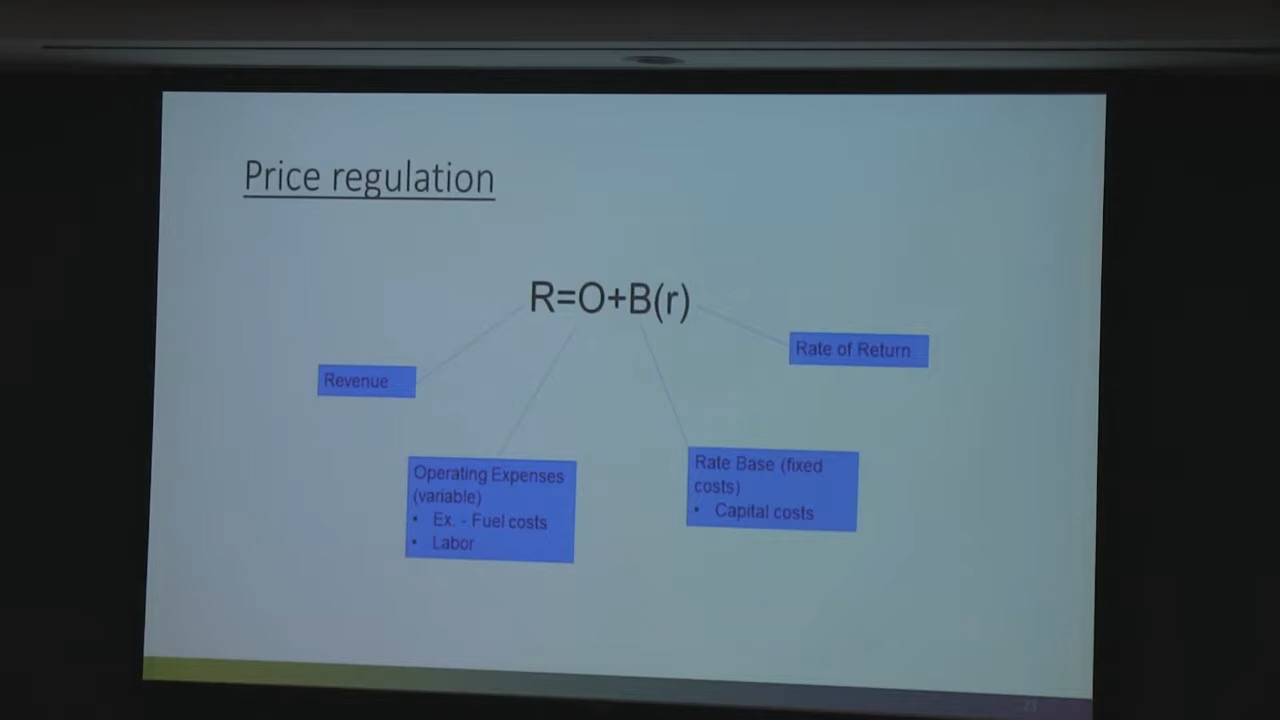 Price regulation
R=O+B(r)
Rate of Return
Revenue
Operating Expenses
(variable)
• Ex. - Fuel costs
• Labor
Rate Base (fixed
costs)
• Capital costs